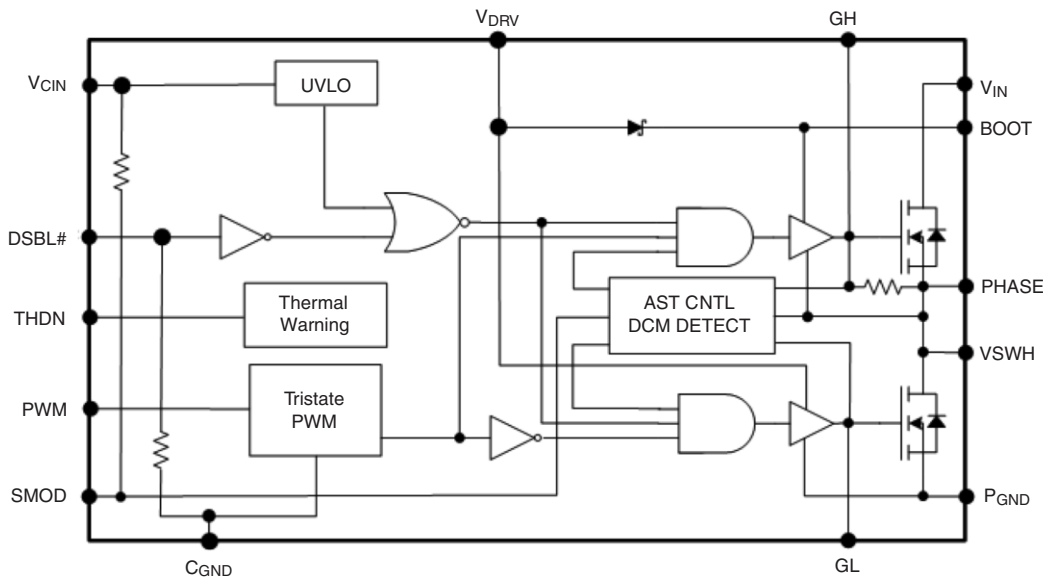 VDRV
GH
VCIN
UVLO
VIN
BOOT
DSBL#
THDN
Thermal
Warning
AST CNTL
DCM DETECT
PHASE
VSWH
PWM
Tristate
PWM
SMOD
PGND
CGND
GL